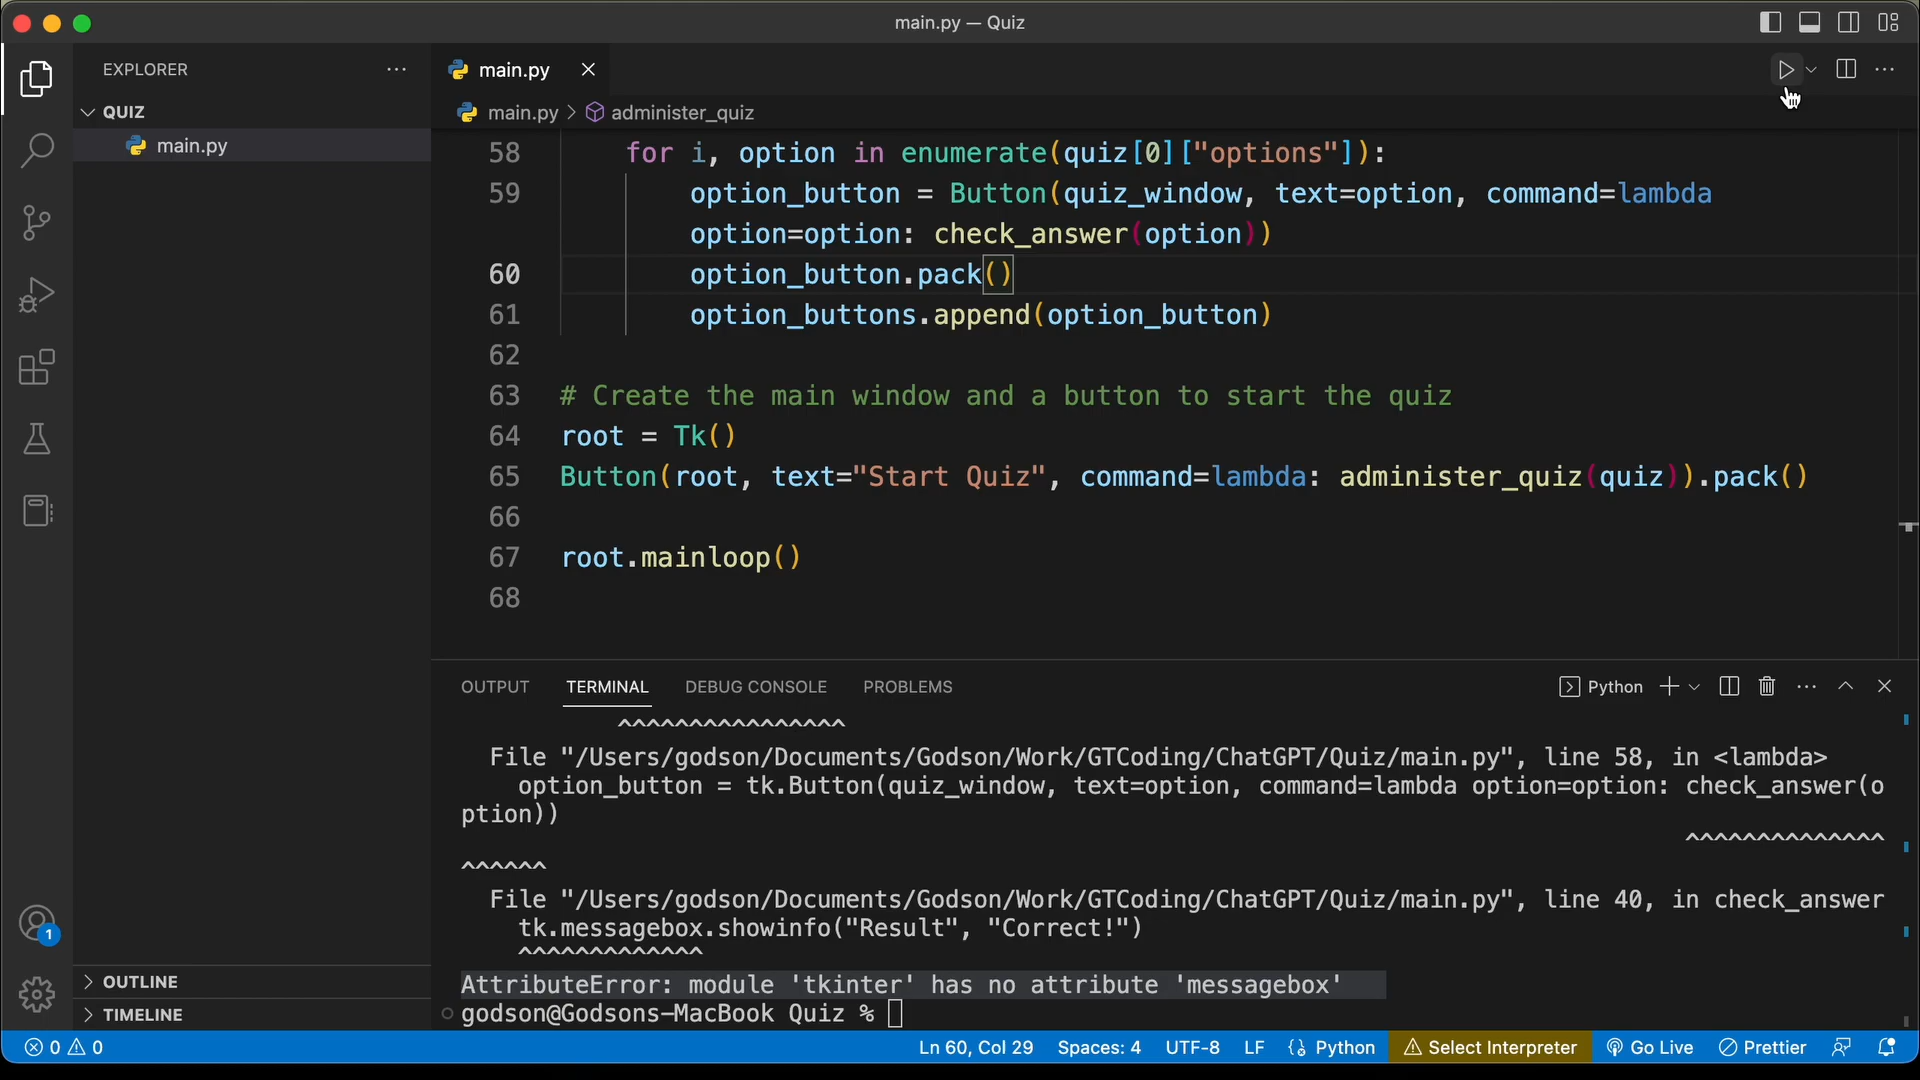 main.py — Quiz
EXPLORER
QUIZ
main.py
main.py
main.py > administer_quiz
58 for i, option in enumerate(quiz[0]["options"]):
59 option_button = Button(quiz_window, text=option, command=lambda
option=option: check_answer(option))
60 option_button.pack()
61 option_buttons.append(option_button)
62
63 # Create the main window and a button to start the quiz
64 root = Tk()
65 Button(root, text="Start Quiz", command=lambda: administer_quiz(quiz)).pack()
66
67 root.mainloop()
68
OUTPUT TERMINAL DEBUG CONSOLE PROBLEMS
Python
^^^^^^^^^^^^^^^^
File "/Users/godson/Documents/Godson/Work/GTCoding/ChatGPT/Quiz/main.py", line 58, in <lambda>
option_button = tk.Button(quiz_window, text=option, command=lambda option=option: check_answer(o
ption))
^^^^^^^^^^^^^^
^^^^^^
File "/Users/godson/Documents/Godson/Work/GTCoding/ChatGPT/Quiz/main.py", line 40, in check_answer
tk.messagebox.showinfo("Result", "Correct!")
^^^^^^^^^^^^^
AttributeError: module 'tkinter' has no attribute 'messagebox'
godson@Godsons-MacBook Quiz %
1
OUTLINE
TIMELINE
0 0 Ln 60, Col 29 Spaces: 4 UTF-8 LF Python Select Interpreter Go Live Prettier